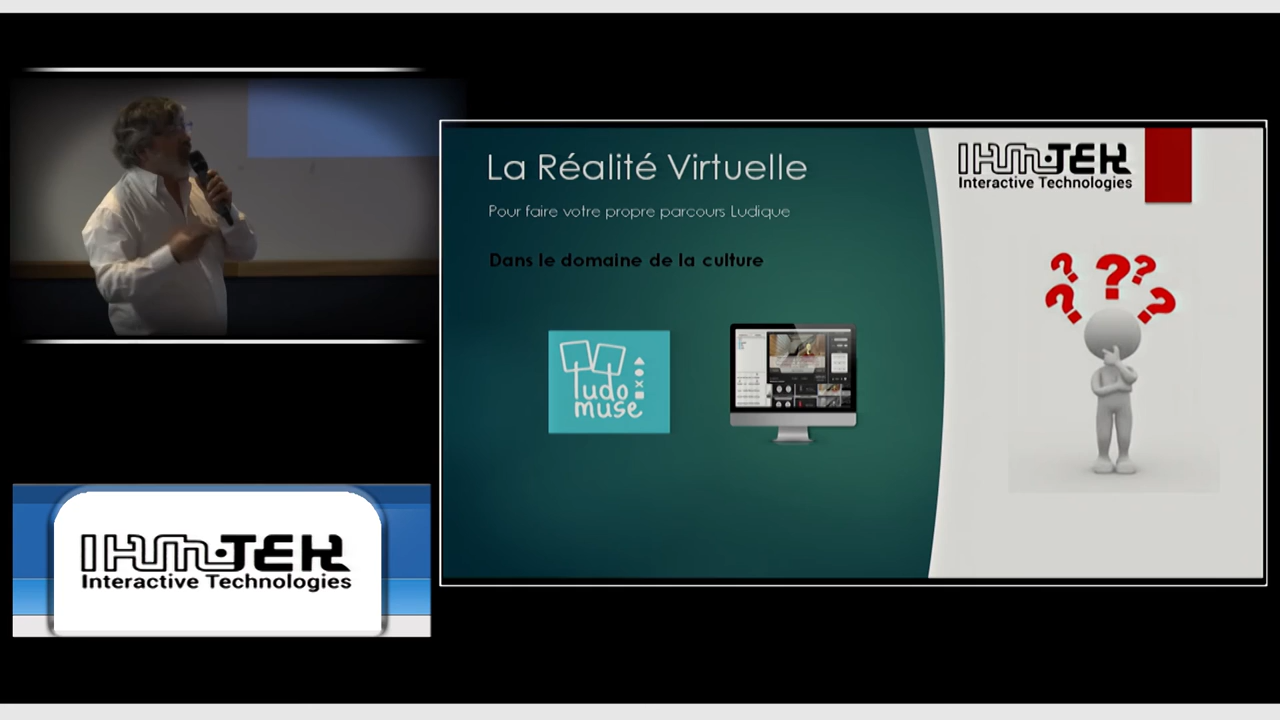 La Réalité Virtuelle
Pour faire votre propre parcours Ludique
Dans le domaine de la culture
ludo
muse
IHM·TEK
Interactive Technologies
? ? ? ? ?
IHM·TEK
Interactive Technologies